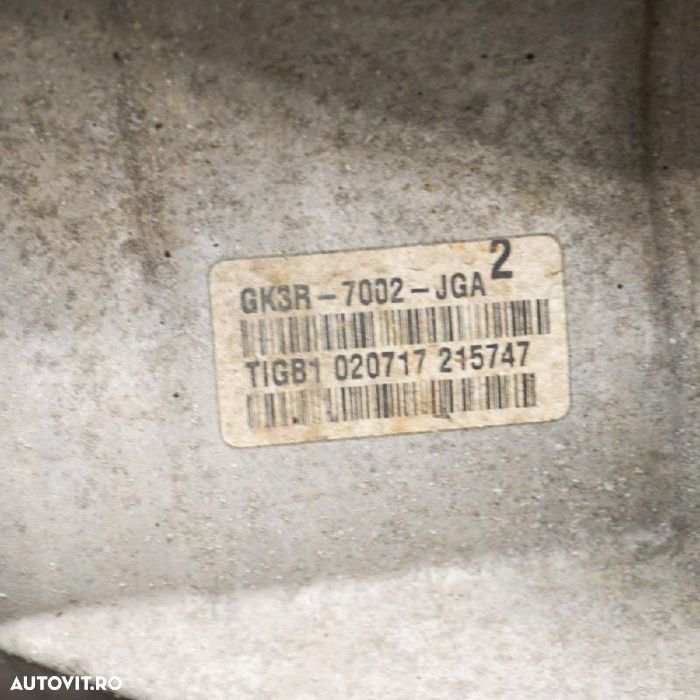 2
GK3R-7002-JGA
TIGB1 020717 215747
AUTOVIT.RO